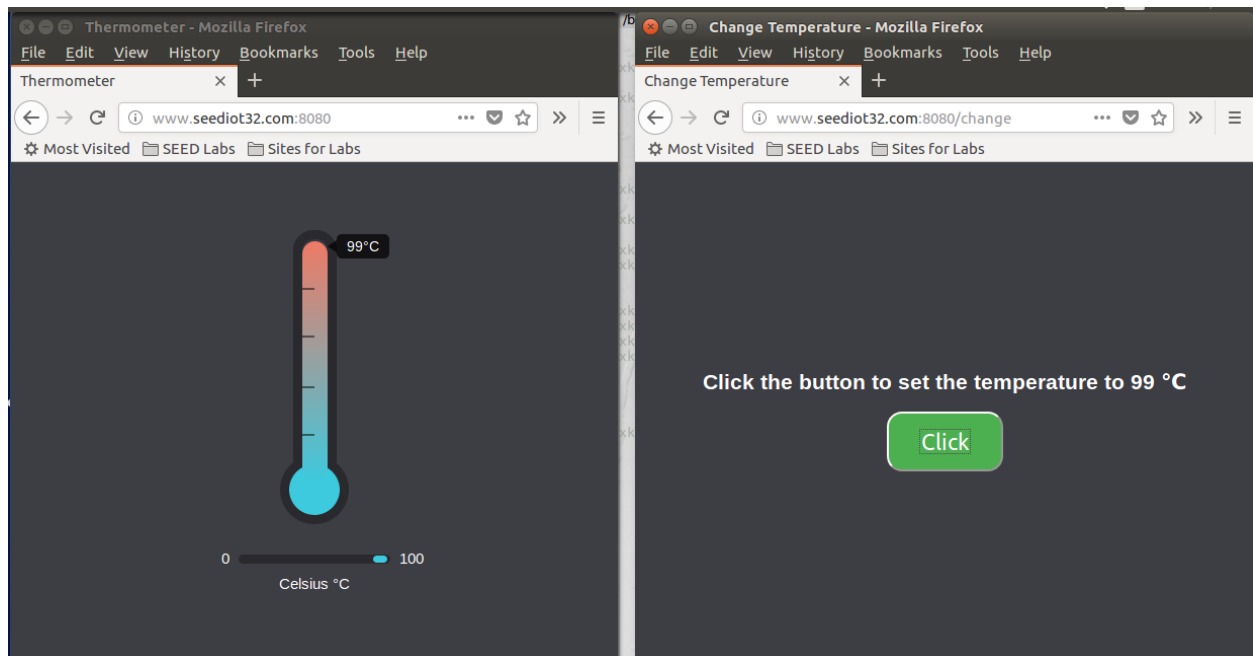 Thermometer - Mozilla Firefox
File Edit View History Bookmarks Tools Help
Thermometer
www.seediot32.com:8080
Most Visited SEED Labs Sites for Labs
99°C
0 100
Celsius °C
/b
Change Temperature - Mozilla Firefox
File Edit View History Bookmarks Tools Help
Change Temperature
www.seediot32.com:8080/change
Most Visited SEED Labs Sites for Labs
Click the button to set the temperature to 99 °C
Click